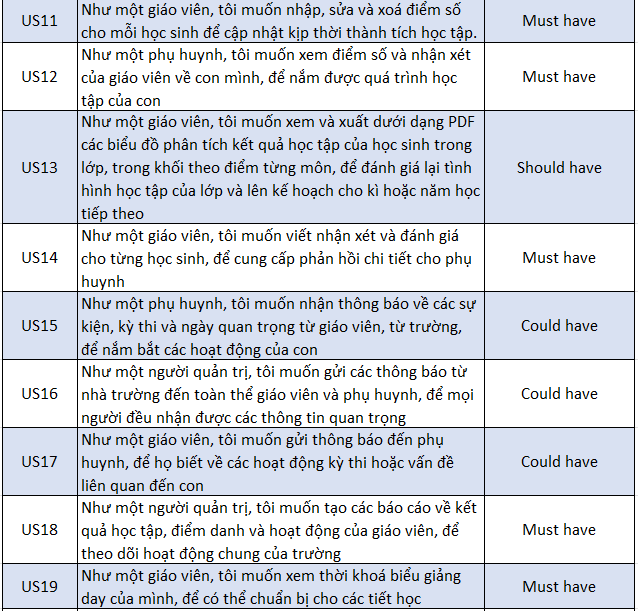 US11
Như một giáo viên, tôi muốn nhập, sửa và xoá điểm số
cho mỗi học sinh để cập nhật kịp thời thành tích học tập.
Must have
US12
Như một phụ huynh, tôi muốn xem điểm số và nhận xét
của giáo viên về con mình, để nắm được quá trình học
tập của con
Must have
US13
Như một giáo viên, tôi muốn xem và xuất dưới dạng PDF
các biểu đồ phân tích kết quả học tập của học sinh trong
lớp, trong khối theo điểm từng môn, để đánh giá lại tình
hình học tập của lớp và lên kế hoạch cho kì hoặc năm học
tiếp theo
Should have
US14
Như một giáo viên, tôi muốn viết nhận xét và đánh giá
cho từng học sinh, để cung cấp phản hồi chi tiết cho phụ
huynh
Must have
US15
Như một phụ huynh, tôi muốn nhận thông báo về các sự
kiện, kỳ thi và ngày quan trọng từ giáo viên, từ trường,
để nắm bắt các hoạt động của con
Could have
US16
Như một người quản trị, tôi muốn gửi các thông báo từ
nhà trường đến toàn thể giáo viên và phụ huynh, để mọi
người đều nhận được các thông tin quan trọng
Could have
US17
Như một giáo viên, tôi muốn gửi thông báo đến phụ
huynh, để họ biết về các hoạt động kỳ thi hoặc vấn đề
liên quan đến con
Could have
US18
Như một người quản trị, tôi muốn tạo các báo cáo về kết
quả học tập, điểm danh và hoạt động của giáo viên, để
theo dõi hoạt động chung của trường
Must have
US19
Như một giáo viên, tôi muốn xem thời khoá biểu giảng
dạy của mình, để có thể chuẩn bị cho các tiết học
Must have